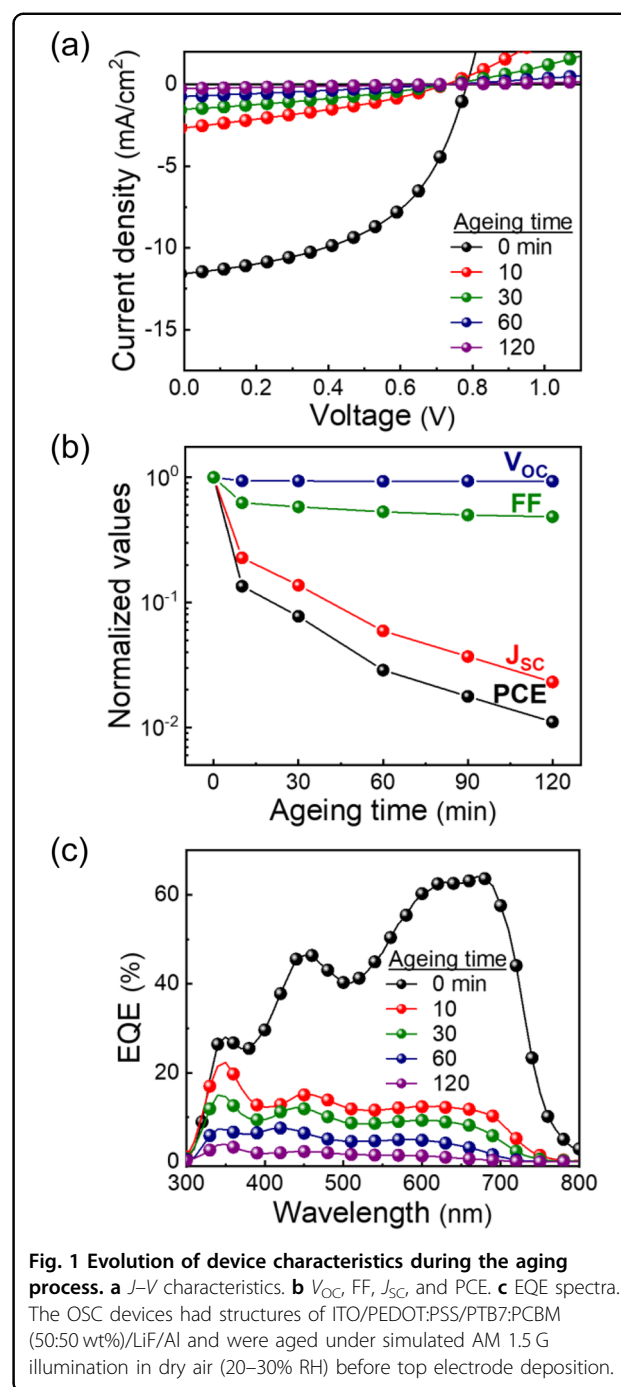 (a)
0
-5
-10
-15
Current density (mA/cm²)
Ageing time
0 min
10
30
60
120
0.0 0.2 0.4 0.6 0.8 1.0
Voltage (V)
(b)
10⁰
10⁻¹
10⁻²
Normalized values
V_OC
FF
J_SC
PCE
0 30 60 90 120
Ageing time (min)
(c)
60
40
20
0
EQE (%)
Ageing time
0 min
10
30
60
120
300 400 500 600 700 800
Wavelength (nm)
Fig. 1 Evolution of device characteristics during the aging
process. a J–V characteristics. b V_OC, FF, J_SC, and PCE. c EQE spectra.
The OSC devices had structures of ITO/PEDOT:PSS/PTB7:PCBM
(50:50 wt%)/LiF/Al and were aged under simulated AM 1.5 G
illumination in dry air (20–30% RH) before top electrode deposition.